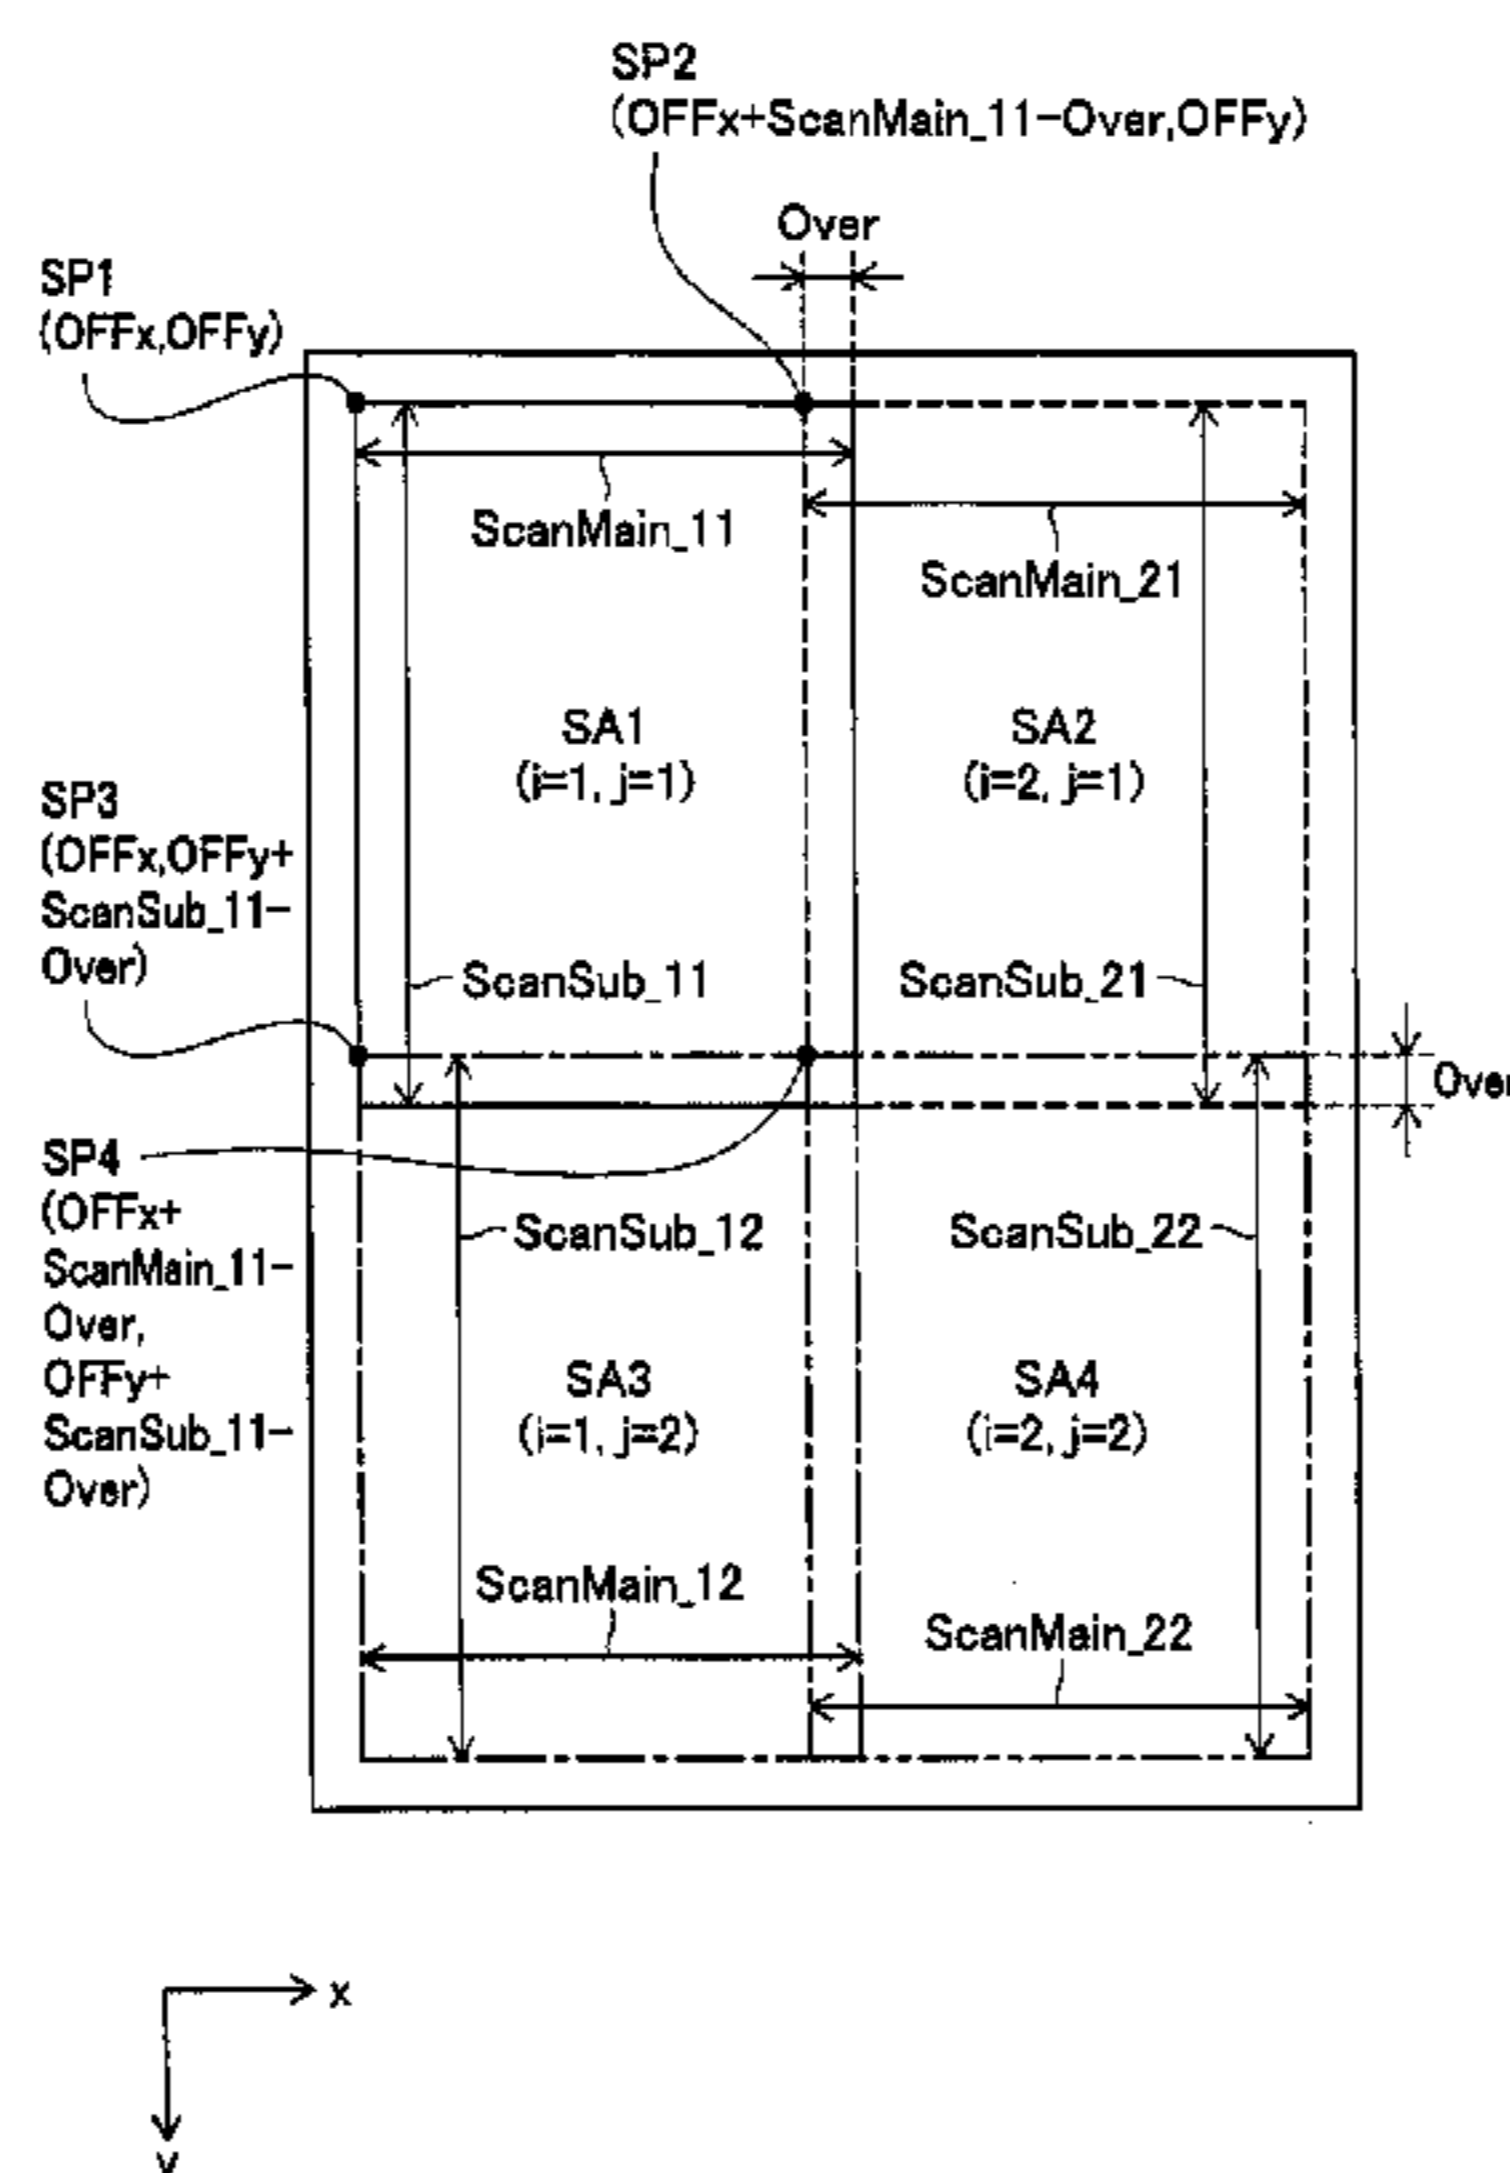 SP2
(OFFx+ScanMain_11-Over,OFFy)
Over
SP1
(OFFx,OFFy)
ScanMain_11
ScanMain_21
SA1
(i=1, j=1)
SA2
(i=2, j=1)
SP3
(OFFx,OFFy+
ScanSub_11-
Over)
ScanSub_11
ScanSub_21
Over
SP4
(OFFx+
ScanMain_11-
Over,
OFFy+
ScanSub_11-
Over)
ScanSub_12
ScanSub_22
SA3
(i=1, j=2)
SA4
(i=2, j=2)
ScanMain_12
ScanMain_22
x
y